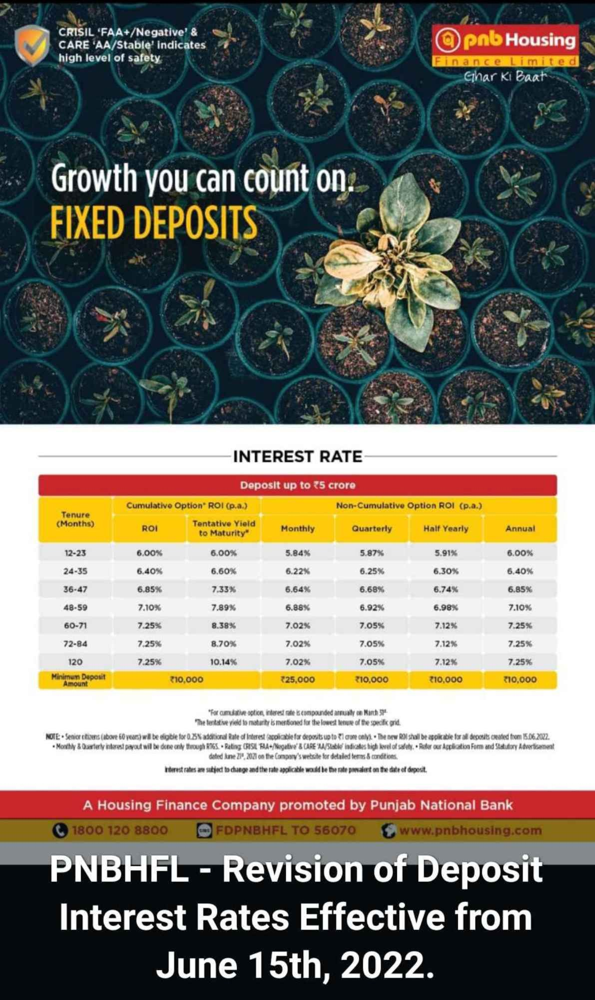 CRISIL 'FAA+/Negative' &
CARE 'AA/Stable' indicates
high level of safety
pnb Housing
Finance Limited
Ghar Ki Baat
Growth you can count on.
FIXED DEPOSITS
INTEREST RATE
Deposit up to ₹5 crore
Tenure (Months) Cumulative Option* ROI (p.a.) Non-Cumulative Option ROI (p.a.)
ROI Tentative Yield to Maturity# Monthly Quarterly Half Yearly Annual
12-23 6.00% 6.00% 5.84% 5.87% 5.91% 6.00%
24-35 6.40% 6.60% 6.22% 6.25% 6.30% 6.40%
36-47 6.85% 7.33% 6.64% 6.68% 6.74% 6.85%
48-59 7.10% 7.89% 6.88% 6.92% 6.98% 7.10%
60-71 7.25% 8.38% 7.02% 7.05% 7.12% 7.25%
72-84 7.25% 8.70% 7.02% 7.05% 7.12% 7.25%
120 7.25% 10.14% 7.02% 7.05% 7.12% 7.25%
Minimum Deposit Amount ₹10,000 ₹25,000 ₹10,000 ₹10,000 ₹10,000
*For cumulative option, interest rate is compounded annually on March 31st
#The tentative yield to maturity is mentioned for the lowest tenure of the specific grid.
NOTE: • Senior citizens (above 60 years) will be eligible for 0.25% additional Rate of Interest (applicable for deposits up to ₹1 crore only). • The new ROI shall be applicable for all deposits created from 15.06.2022.
• Monthly & Quarterly interest payout will be done only through RTGS. • Rating: CRISIL 'FAA+/Negative' & CARE 'AA/Stable' indicates high level of safety. • Refer our Application Form and Statutory Advertisement
dated June 21st, 2021 on the Company's website for detailed terms & conditions.
Interest rates are subject to change and the rate applicable would be the rate prevalent on the date of deposit.
A Housing Finance Company promoted by Punjab National Bank
1800 120 8800 SMS FDPNBHFL TO 56070 www.pnbhousing.com
PNBHFL - Revision of Deposit
Interest Rates Effective from
June 15th, 2022.